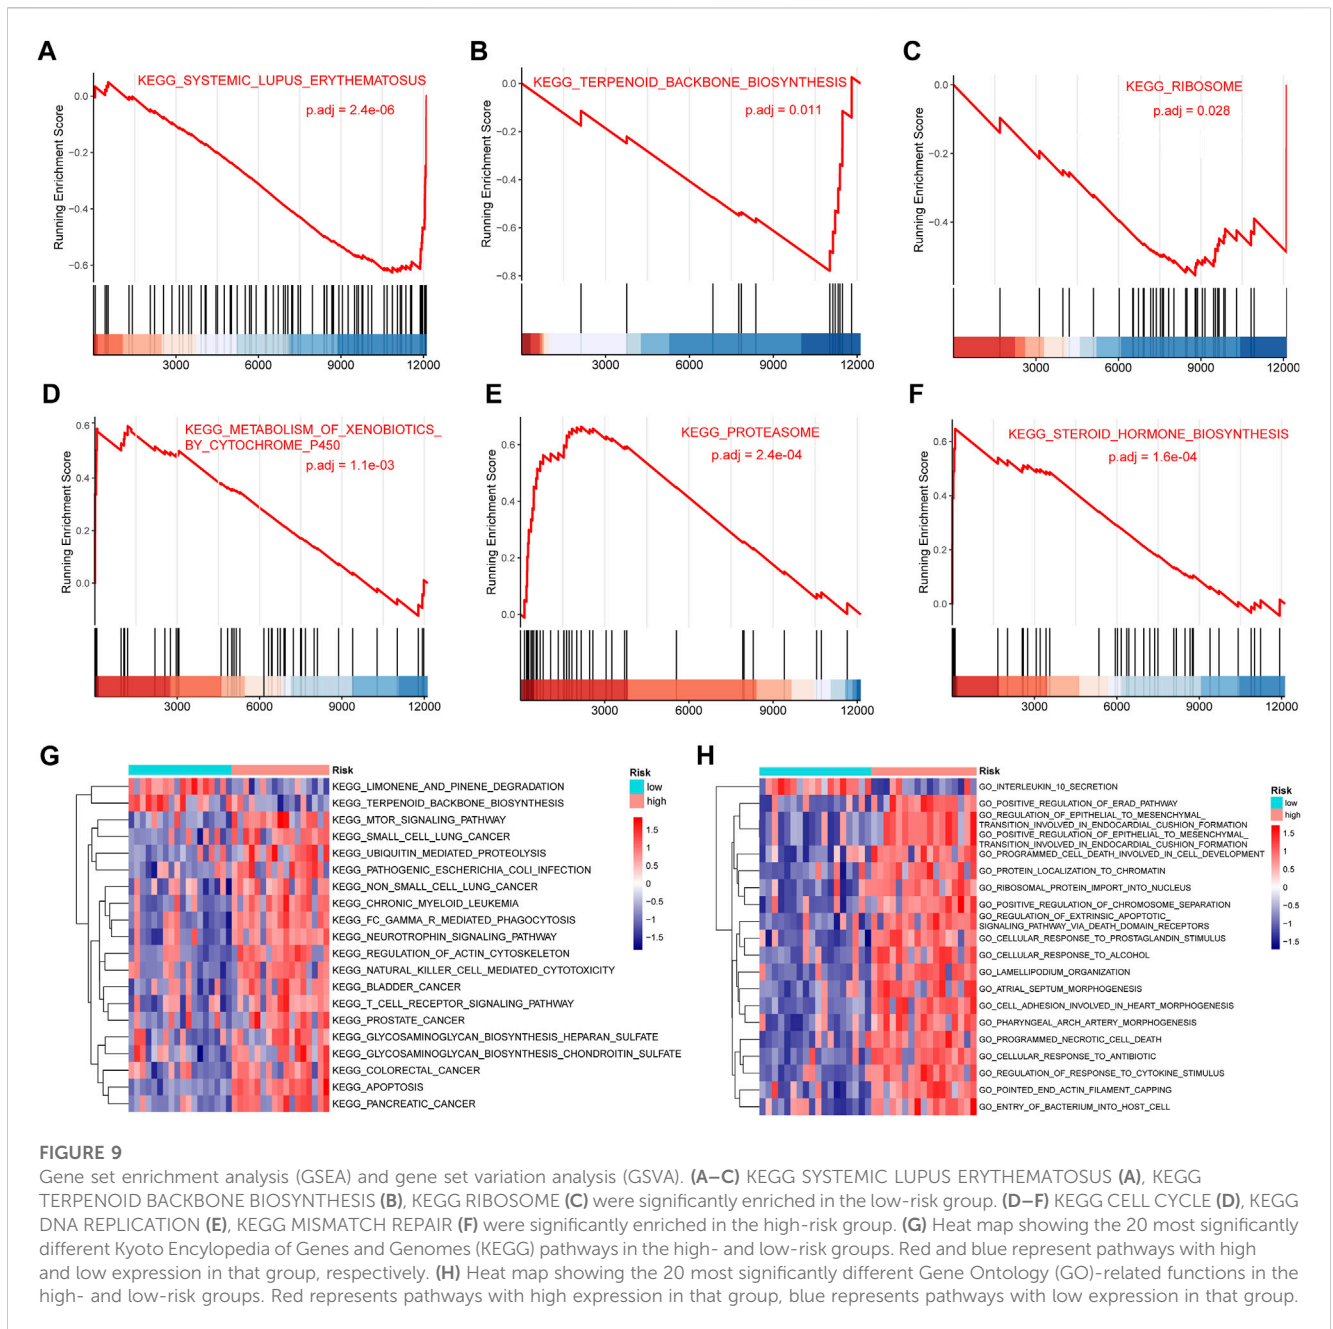 A
KEGG_SYSTEMIC_LUPUS_ERYTHEMATOSUS
p.adj = 2.4e-06
Running Enrichment Score
0.0
−0.2
−0.4
−0.6
3000 6000 9000 12000
B
KEGG_TERPENOID_BACKBONE_BIOSYNTHESIS
p.adj = 0.011
Running Enrichment Score
0.0
−0.2
−0.4
−0.6
−0.8
3000 6000 9000 12000
C
KEGG_RIBOSOME
p.adj = 0.028
Running Enrichment Score
0.0
−0.2
−0.4
3000 6000 9000 12000
D
KEGG_METABOLISM_OF_XENOBIOTICS_
BY_CYTOCHROME_P450
p.adj = 1.1e-03
Running Enrichment Score
0.6
0.4
0.2
0.0
3000 6000 9000 12000
E
KEGG_PROTEASOME
p.adj = 2.4e-04
Running Enrichment Score
0.6
0.4
0.2
0.0
3000 6000 9000 12000
F
KEGG_STEROID_HORMONE_BIOSYNTHESIS
p.adj = 1.6e-04
Running Enrichment Score
0.6
0.4
0.2
0.0
3000 6000 9000 12000
G
Risk
KEGG_LIMONENE_AND_PINENE_DEGRADATION
KEGG_TERPENOID_BACKBONE_BIOSYNTHESIS
KEGG_MTOR_SIGNALING_PATHWAY
KEGG_SMALL_CELL_LUNG_CANCER
KEGG_UBIQUITIN_MEDIATED_PROTEOLYSIS
KEGG_PATHOGENIC_ESCHERICHIA_COLI_INFECTION
KEGG_NON_SMALL_CELL_LUNG_CANCER
KEGG_CHRONIC_MYELOID_LEUKEMIA
KEGG_FC_GAMMA_R_MEDIATED_PHAGOCYTOSIS
KEGG_NEUROTROPHIN_SIGNALING_PATHWAY
KEGG_REGULATION_OF_ACTIN_CYTOSKELETON
KEGG_NATURAL_KILLER_CELL_MEDIATED_CYTOTOXICITY
KEGG_BLADDER_CANCER
KEGG_T_CELL_RECEPTOR_SIGNALING_PATHWAY
KEGG_PROSTATE_CANCER
KEGG_GLYCOSAMINOGLYCAN_BIOSYNTHESIS_HEPARAN_SULFATE
KEGG_GLYCOSAMINOGLYCAN_BIOSYNTHESIS_CHONDROITIN_SULFATE
KEGG_COLORECTAL_CANCER
KEGG_APOPTOSIS
KEGG_PANCREATIC_CANCER
Risk
low
high
1.5
1
0.5
0
−0.5
−1
−1.5
H
Risk
GO_INTERLEUKIN_10_SECRETION
GO_POSITIVE_REGULATION_OF_ERAD_PATHWAY
GO_REGULATION_OF_EPITHELIAL_TO_MESENCHYMAL_
TRANSITION_INVOLVED_IN_ENDOCARDIAL_CUSHION_FORMATION
GO_POSITIVE_REGULATION_OF_EPITHELIAL_TO_MESENCHYMAL_
TRANSITION_INVOLVED_IN_ENDOCARDIAL_CUSHION_FORMATION
GO_PROGRAMMED_CELL_DEATH_INVOLVED_IN_CELL_DEVELOPMENT
GO_PROTEIN_LOCALIZATION_TO_CHROMATIN
GO_RIBOSOMAL_PROTEIN_IMPORT_INTO_NUCLEUS
GO_POSITIVE_REGULATION_OF_CHROMOSOME_SEPARATION
GO_REGULATION_OF_EXTRINSIC_APOPTOTIC_
SIGNALING_PATHWAY_VIA_DEATH_DOMAIN_RECEPTORS
GO_CELLULAR_RESPONSE_TO_PROSTAGLANDIN_STIMULUS
GO_CELLULAR_RESPONSE_TO_ALCOHOL
GO_LAMELLIPODIUM_ORGANIZATION
GO_ATRIAL_SEPTUM_MORPHOGENESIS
GO_CELL_ADHESION_INVOLVED_IN_HEART_MORPHOGENESIS
GO_PHARYNGEAL_ARCH_ARTERY_MORPHOGENESIS
GO_PROGRAMMED_NECROTIC_CELL_DEATH
GO_CELLULAR_RESPONSE_TO_ANTIBIOTIC
GO_REGULATION_OF_RESPONSE_TO_CYTOKINE_STIMULUS
GO_POINTED_END_ACTIN_FILAMENT_CAPPING
GO_ENTRY_OF_BACTERIUM_INTO_HOST_CELL
Risk
low
high
1.5
1
0.5
0
−0.5
−1
−1.5
FIGURE 9
Gene set enrichment analysis (GSEA) and gene set variation analysis (GSVA). (A–C) KEGG SYSTEMIC LUPUS ERYTHEMATOSUS (A), KEGG
TERPENOID BACKBONE BIOSYNTHESIS (B), KEGG RIBOSOME (C) were significantly enriched in the low-risk group. (D–F) KEGG CELL CYCLE (D), KEGG
DNA REPLICATION (E), KEGG MISMATCH REPAIR (F) were significantly enriched in the high-risk group. (G) Heat map showing the 20 most significantly
different Kyoto Encylopedia of Genes and Genomes (KEGG) pathways in the high- and low-risk groups. Red and blue represent pathways with high
and low expression in that group, respectively. (H) Heat map showing the 20 most significantly different Gene Ontology (GO)-related functions in the
high- and low-risk groups. Red represents pathways with high expression in that group, blue represents pathways with low expression in that group.